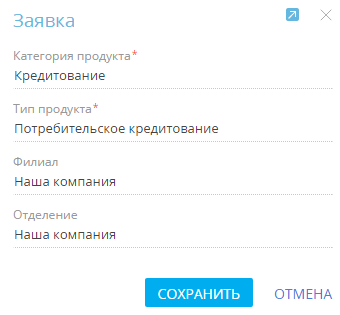 Заявка
Категория продукта*
Кредитование
Тип продукта*
Потребительское кредитование
Филиал
Наша компания
Отделение
Наша компания
СОХРАНИТЬ ОТМЕНА